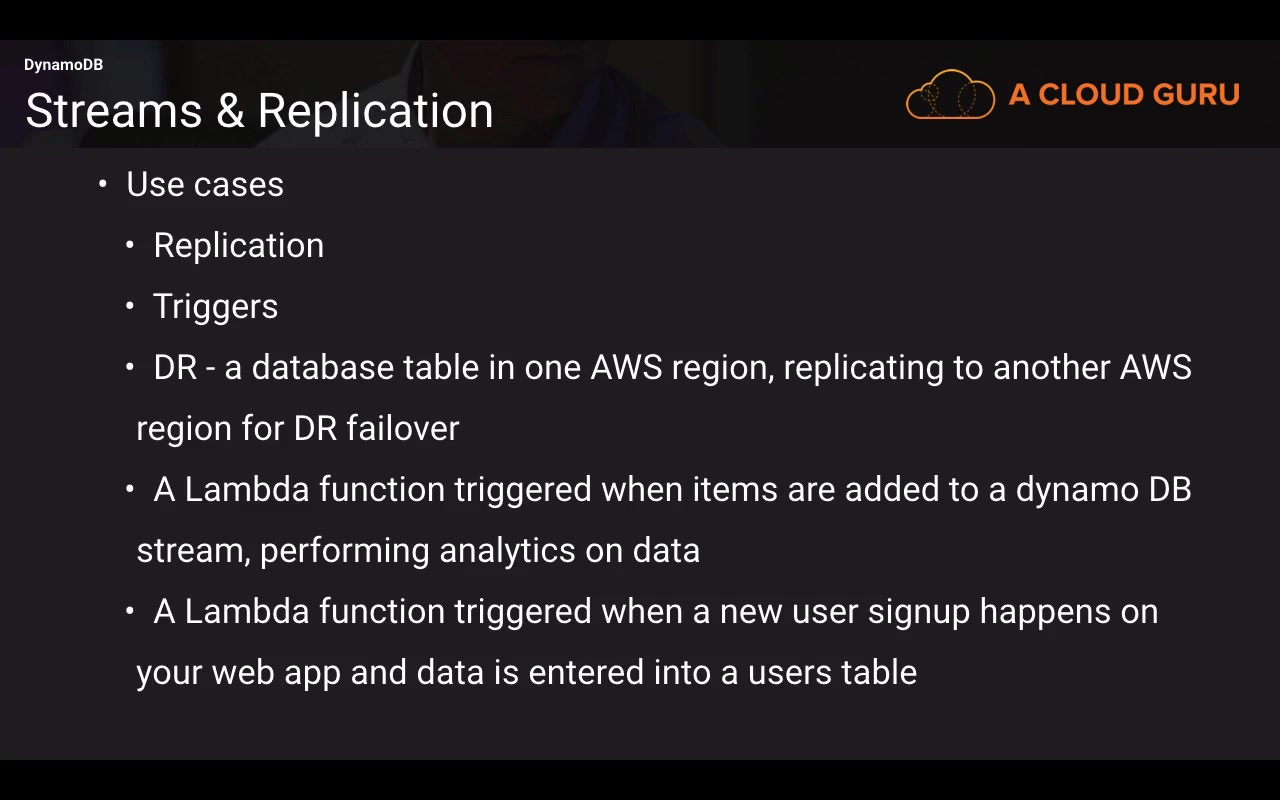 DynamoDB
Streams & Replication
A CLOUD GURU
• Use cases
• Replication
• Triggers
• DR - a database table in one AWS region, replicating to another AWS
region for DR failover
• A Lambda function triggered when items are added to a dynamo DB
stream, performing analytics on data
• A Lambda function triggered when a new user signup happens on
your web app and data is entered into a users table